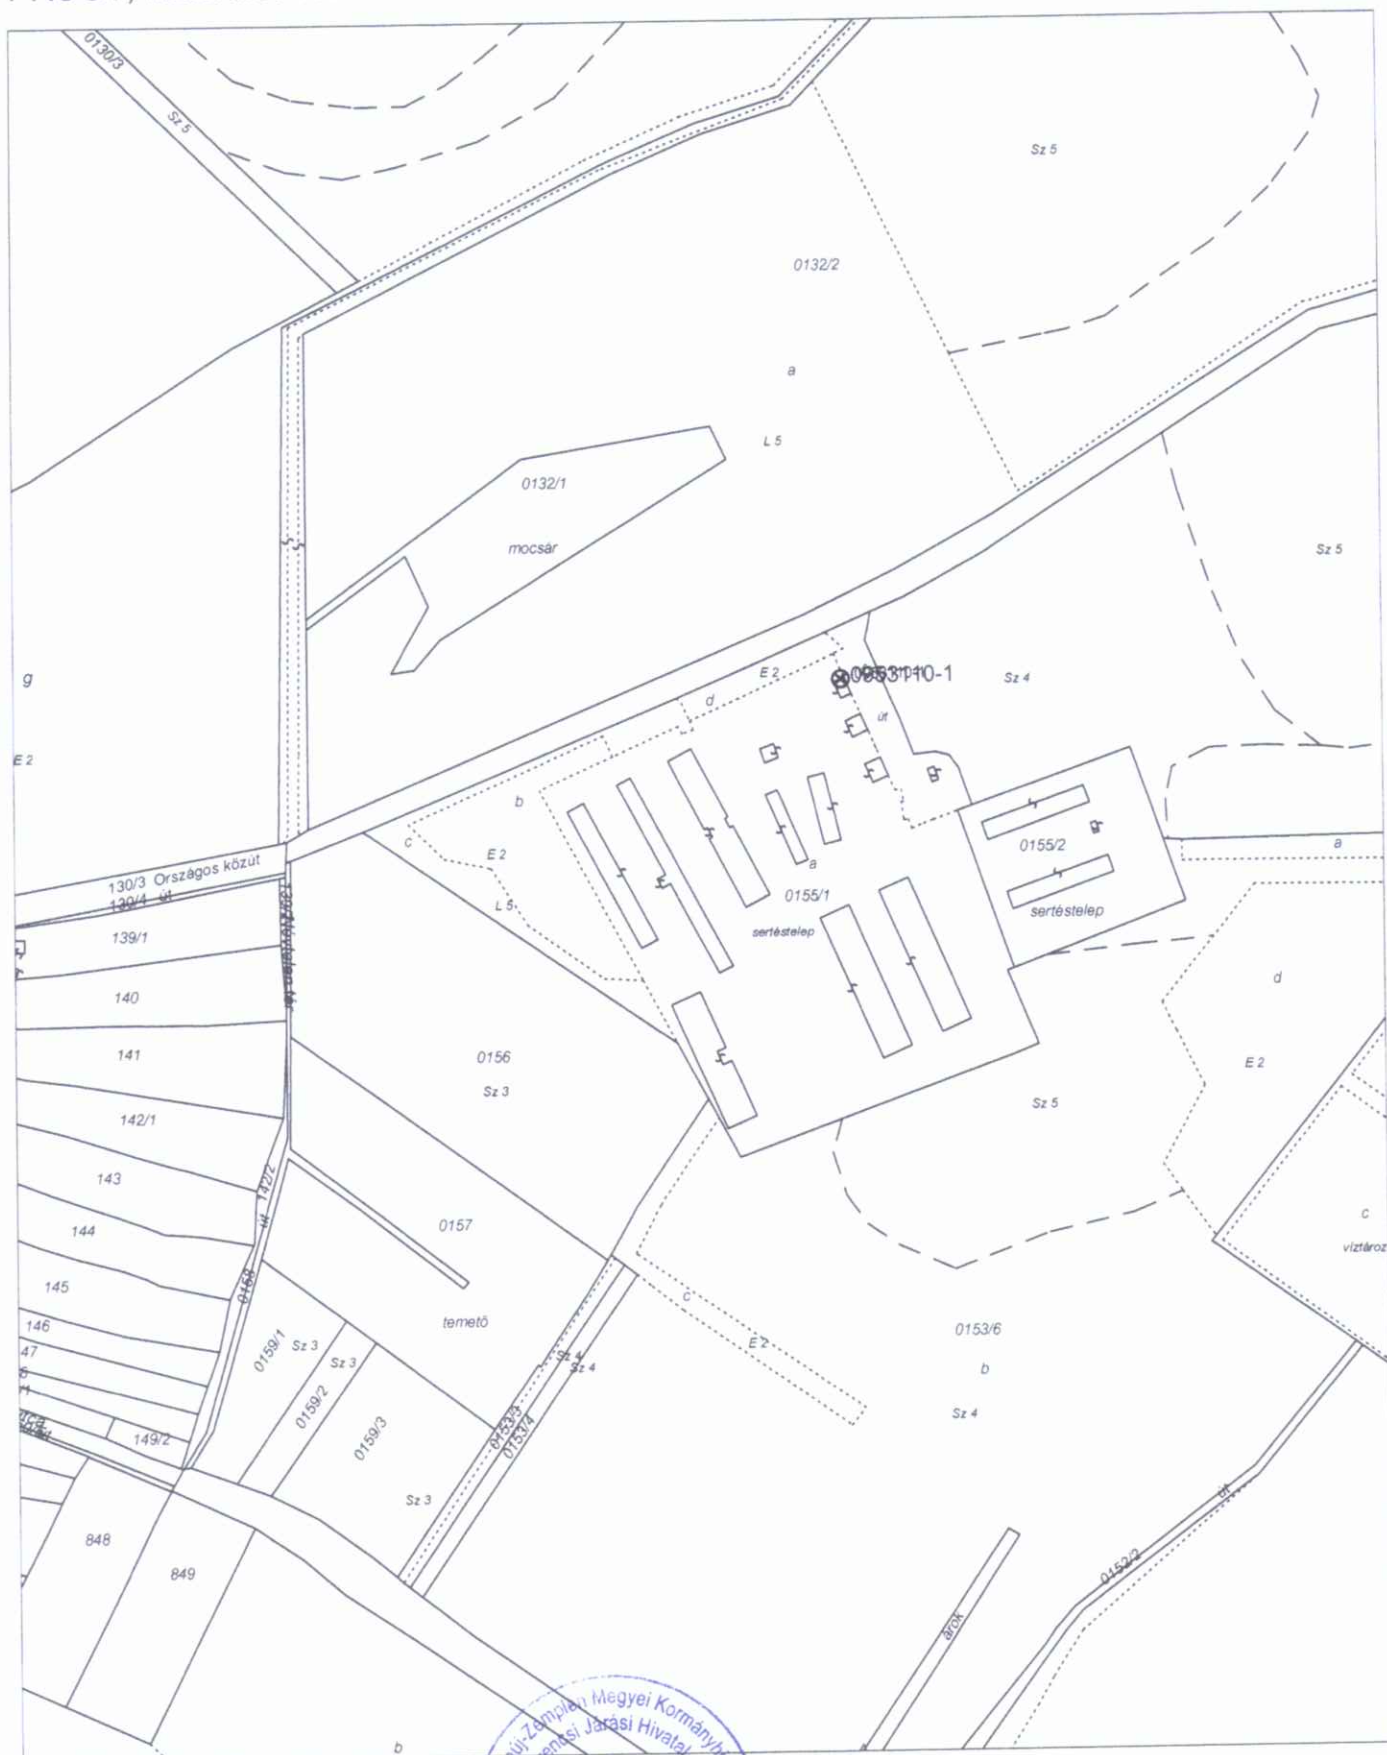 0130/3
Sz 5
Sz 5
0132/2
a
L 5
0132/1
mocsár
Sz 5
g
E 2
E 2
d
0953110-1
Sz 4
út
b
c
E 2
L 5
a
0155/1
sertéstelep
0155/2
sertéstelep
a
130/3 Országos közút
130/4 út
139/1
140
141
142/1
143
144
145
146
47
149/2
út 142/2
0158
0156
Sz 3
0157
temető
0159/1
Sz 3
0159/2
Sz 3
0159/3
Sz 3
0153/3
0153/4
Sz 4
Sz 4
c
E 2
Sz 5
d
E 2
c
víztároz
0153/6
b
Sz 4
út
0152/2
árok
848
849
b
új-Zemplén Megyei Kormányh
encsi Járási Hivatal